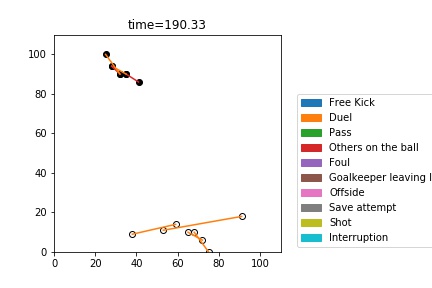 time=190.33
100
80
60
40
20
0
0 20 40 60 80 100
Free Kick
Duel
Pass
Others on the ball
Foul
Goalkeeper leaving l
Offside
Save attempt
Shot
Interruption